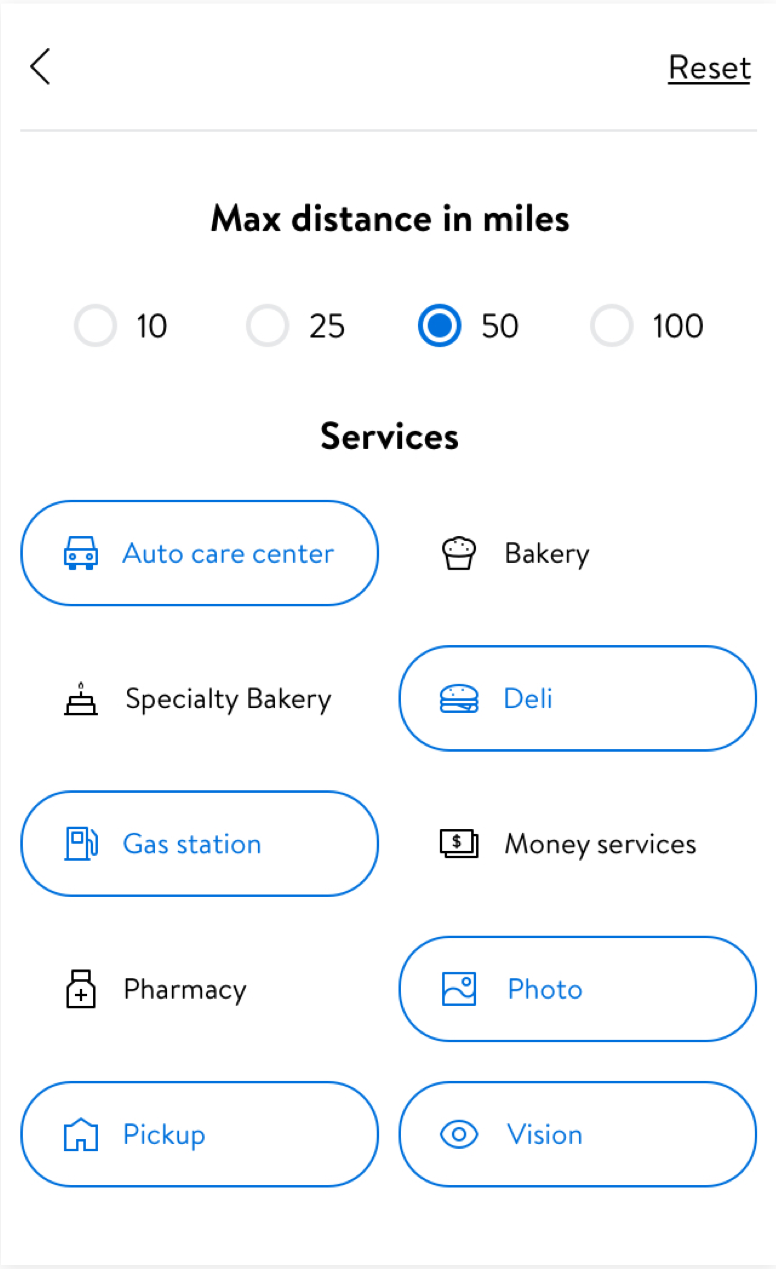 Reset
Max distance in miles
10 25 50 100
Services
Auto care center Bakery
Specialty Bakery Deli
Gas station $ Money services
Pharmacy Photo
Pickup Vision